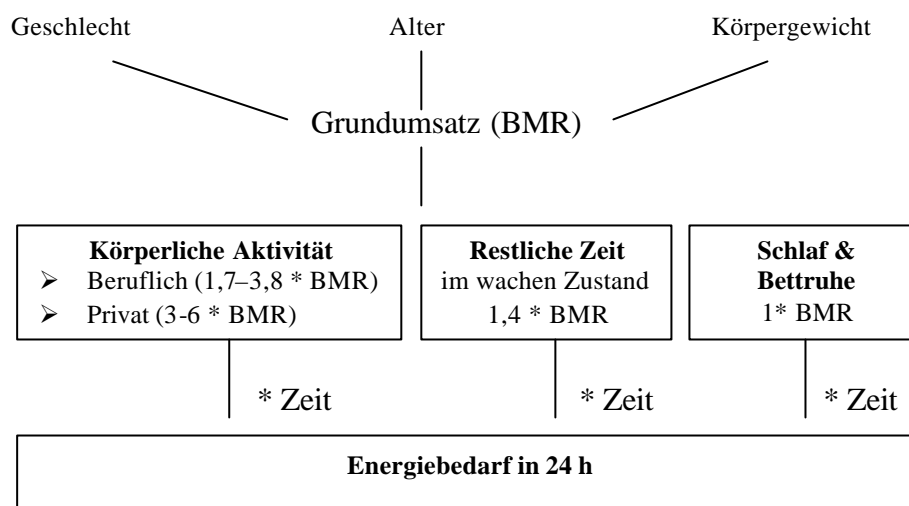 Geschlecht Alter Körpergewicht
Grundumsatz (BMR)
Körperliche Aktivität
➢ Beruflich (1,7–3,8 * BMR)
➢ Privat (3-6 * BMR)
Restliche Zeit
im wachen Zustand
1,4 * BMR
Schlaf &
Bettruhe
1* BMR
* Zeit * Zeit * Zeit
Energiebedarf in 24 h